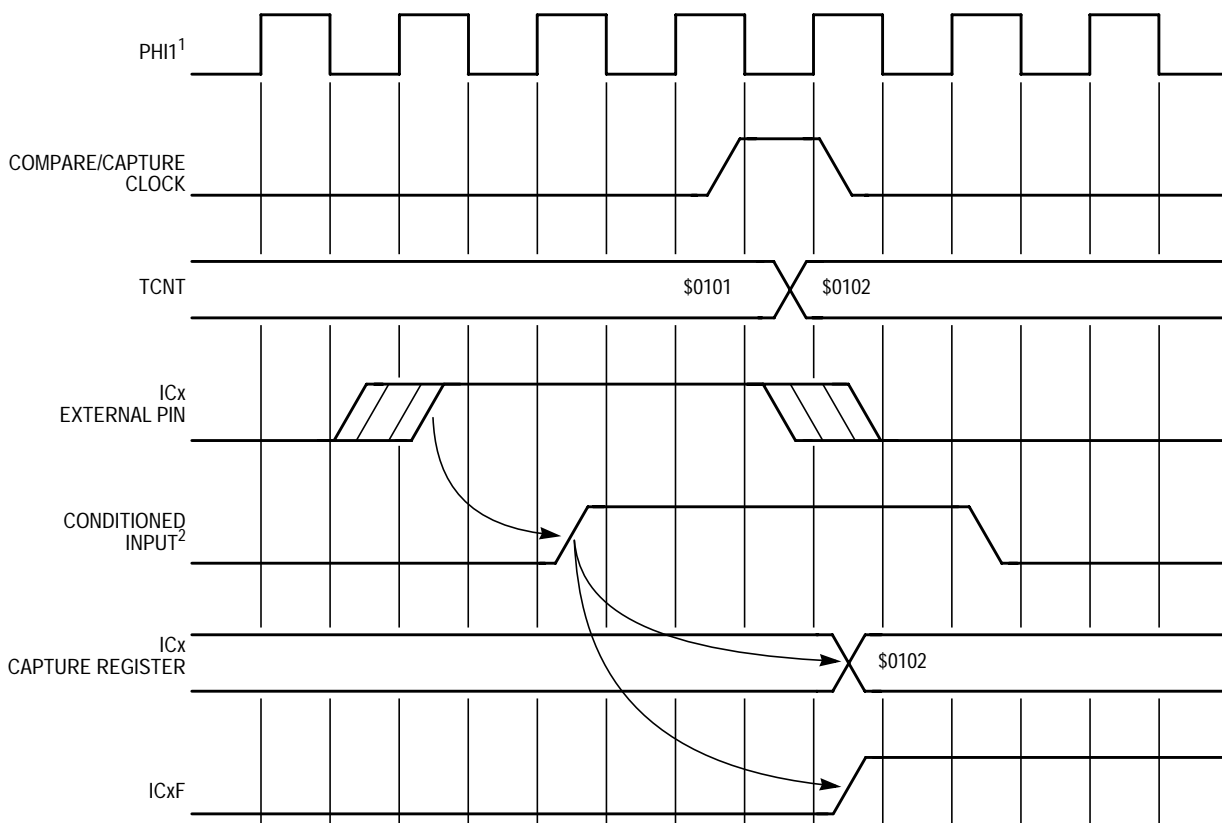 PHI1¹
COMPARE/CAPTURE
CLOCK
TCNT
$0101
$0102
ICx
EXTERNAL PIN
CONDITIONED
INPUT²
ICx
CAPTURE REGISTER
$0102
ICxF